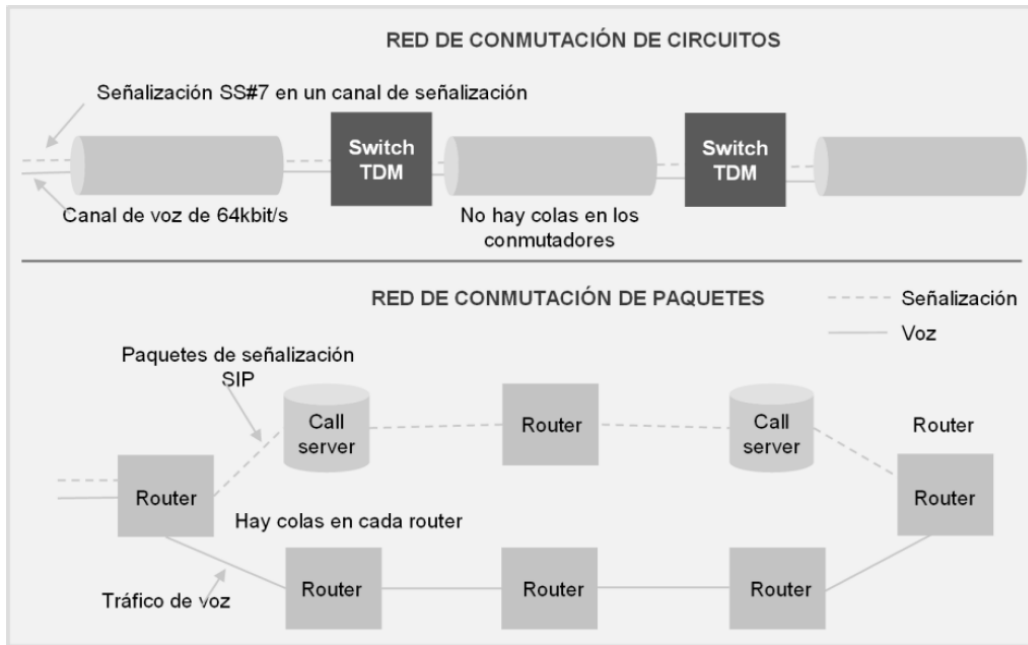 RED DE CONMUTACIÓN DE CIRCUITOS
Señalización SS#7 en un canal de señalización
Switch
TDM
Switch
TDM
Canal de voz de 64kbit/s
No hay colas en los
conmutadores
RED DE CONMUTACIÓN DE PAQUETES
Señalización
Voz
Paquetes de señalización
SIP
Call
server
Router
Call
server
Router
Router
Router
Hay colas en cada router
Router
Router
Router
Tráfico de voz